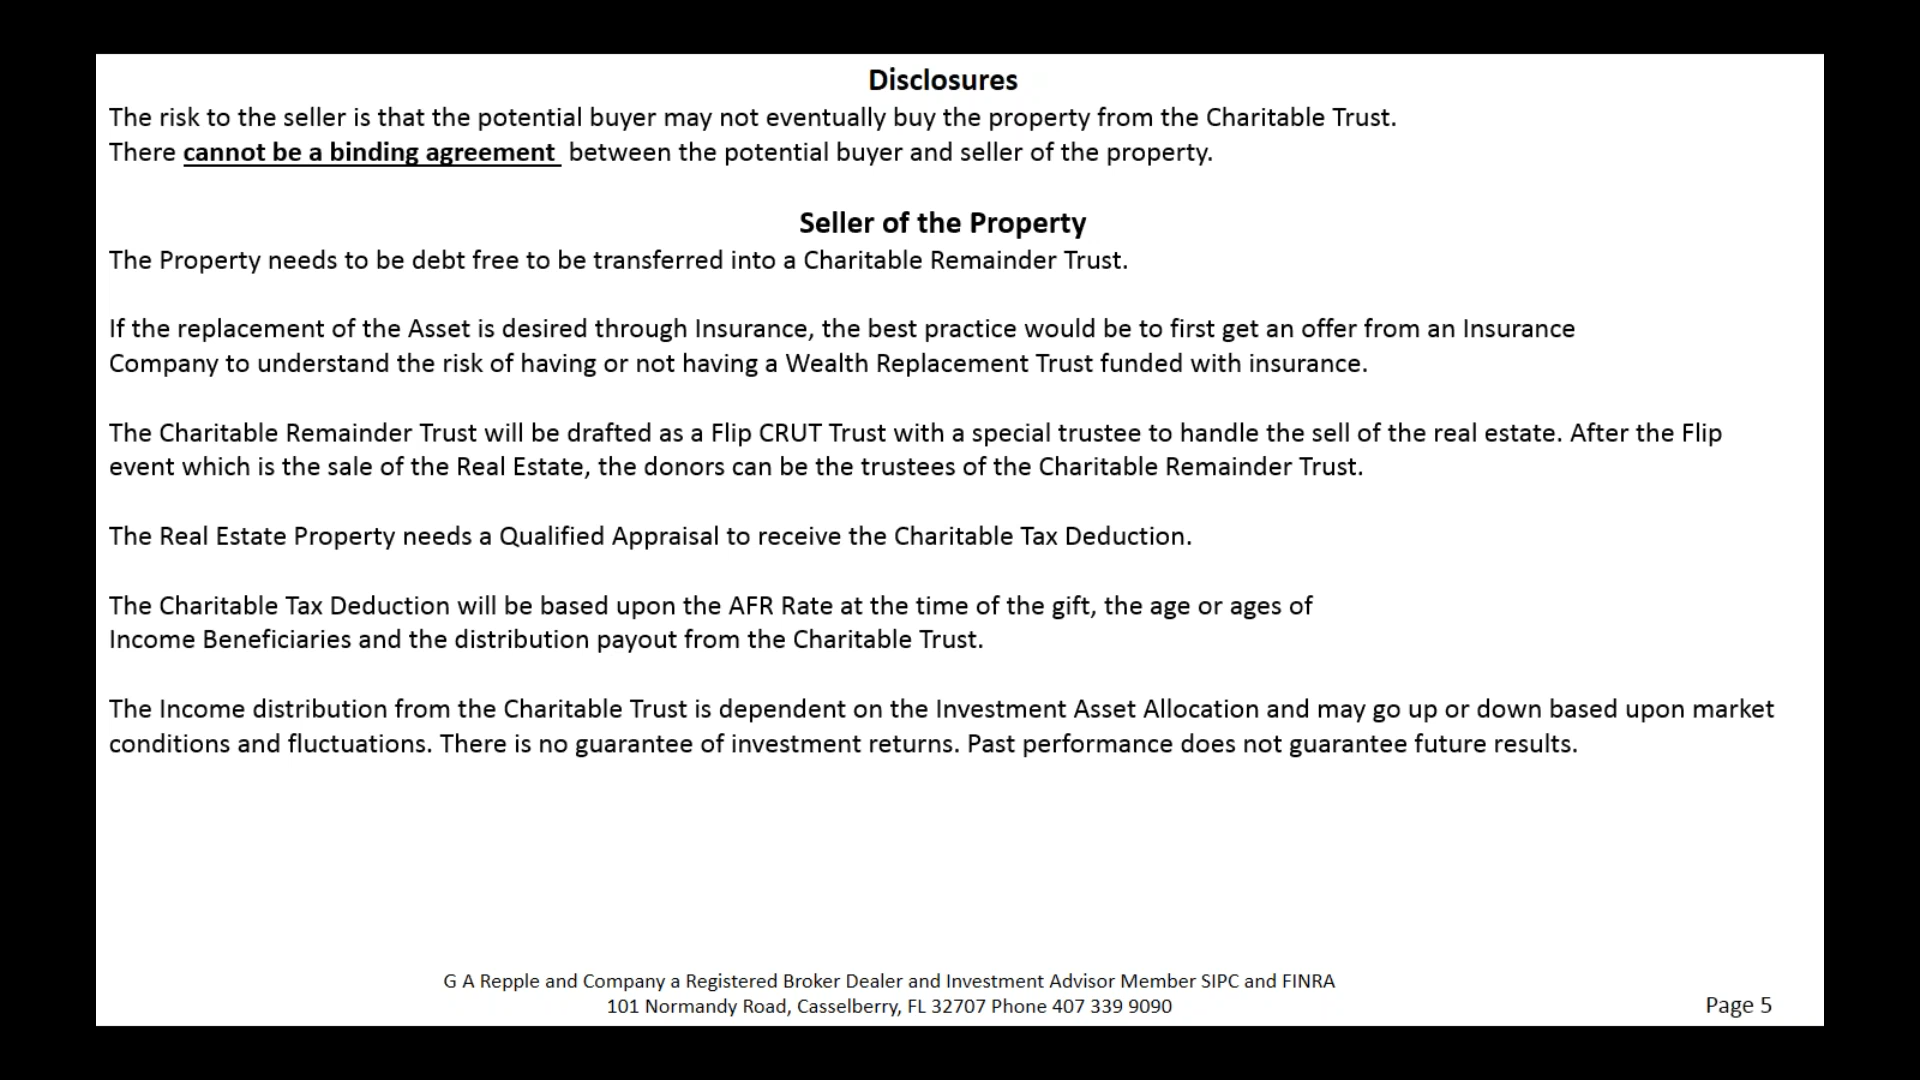 Disclosures
The risk to the seller is that the potential buyer may not eventually buy the property from the Charitable Trust.
There cannot be a binding agreement between the potential buyer and seller of the property.
Seller of the Property
The Property needs to be debt free to be transferred into a Charitable Remainder Trust.
If the replacement of the Asset is desired through Insurance, the best practice would be to first get an offer from an Insurance
Company to understand the risk of having or not having a Wealth Replacement Trust funded with insurance.
The Charitable Remainder Trust will be drafted as a Flip CRUT Trust with a special trustee to handle the sell of the real estate. After the Flip
event which is the sale of the Real Estate, the donors can be the trustees of the Charitable Remainder Trust.
The Real Estate Property needs a Qualified Appraisal to receive the Charitable Tax Deduction.
The Charitable Tax Deduction will be based upon the AFR Rate at the time of the gift, the age or ages of
Income Beneficiaries and the distribution payout from the Charitable Trust.
The Income distribution from the Charitable Trust is dependent on the Investment Asset Allocation and may go up or down based upon market
conditions and fluctuations. There is no guarantee of investment returns. Past performance does not guarantee future results.
G A Repple and Company a Registered Broker Dealer and Investment Advisor Member SIPC and FINRA
101 Normandy Road, Casselberry, FL 32707 Phone 407 339 9090
Page 5